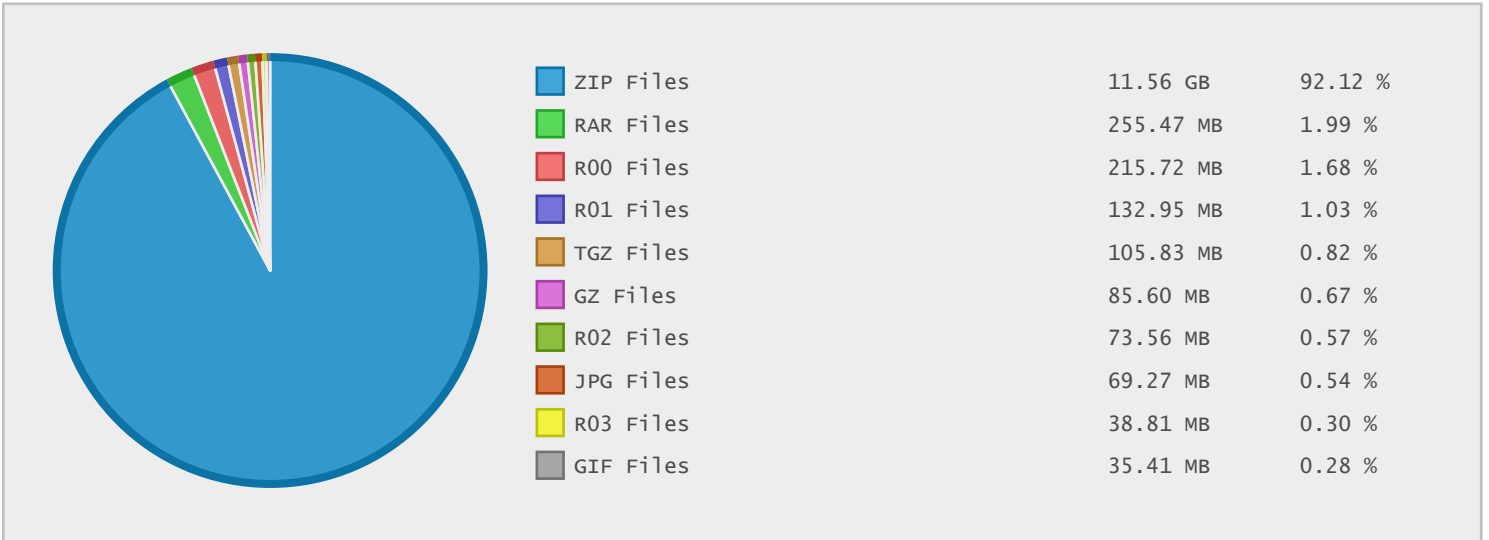 ZIP Files 11.56 GB 92.12 %
RAR Files 255.47 MB 1.99 %
R00 Files 215.72 MB 1.68 %
R01 Files 132.95 MB 1.03 %
TGZ Files 105.83 MB 0.82 %
GZ Files 85.60 MB 0.67 %
R02 Files 73.56 MB 0.57 %
JPG Files 69.27 MB 0.54 %
R03 Files 38.81 MB 0.30 %
GIF Files 35.41 MB 0.28 %